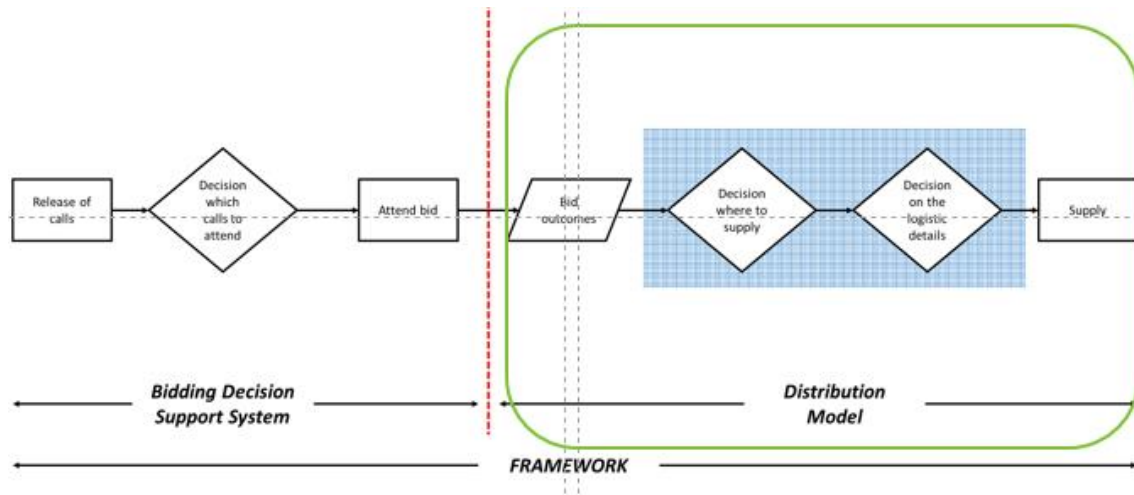 Release of
calls
Decision
which
calls to
attend
Attend bid
Bid
outcomes
Decision
where to
supply
Decision
on the
logistic
details
Supply
Bidding Decision
Support System
Distribution
Model
FRAMEWORK